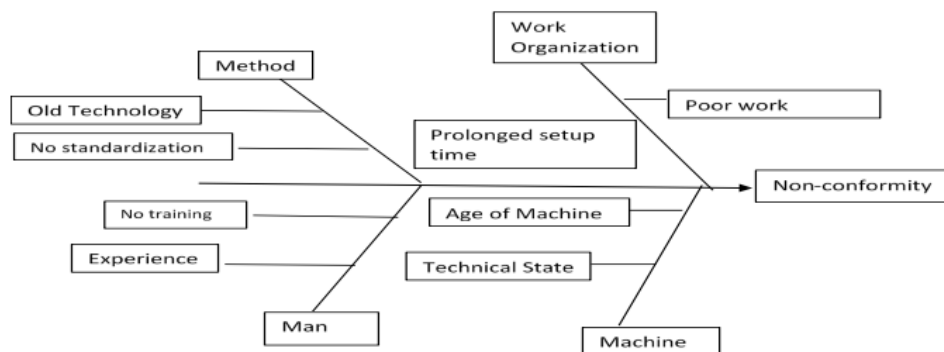 Work
Organization
Method
Old Technology
Poor work
No standardization
Prolonged setup
time
Non-conformity
No training
Age of Machine
Experience
Technical State
Man
Machine